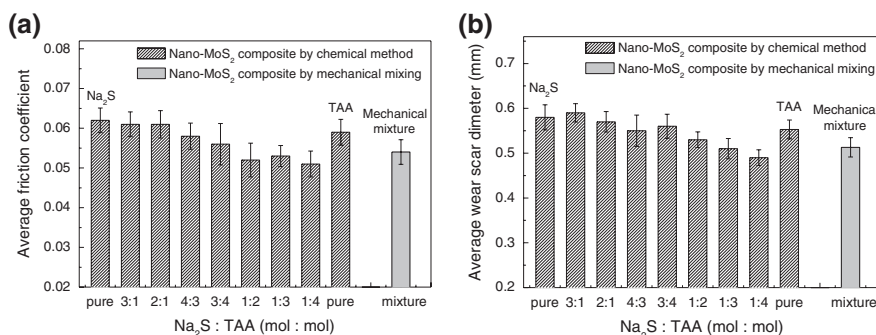 (a)
0.08
0.07
0.06
0.05
0.04
0.03
0.02
Average friction coefficient
Nano-MoS2 composite by chemical method
Nano-MoS2 composite by mechanical mixing
Na2S
TAA
Mechanical
mixture
pure 3:1 2:1 4:3 3:4 1:2 1:3 1:4 pure mixture
Na2S : TAA (mol : mol)
(b)
0.7
0.6
0.5
0.4
0.3
0.2
Average wear scar dimeter (mm)
Nano-MoS2 composite by chemical method
Nano-MoS2 composite by mechanical mixing
Na2S
TAA
Mechanical
mixture
pure 3:1 2:1 4:3 3:4 1:2 1:3 1:4 pure mixture
Na2S : TAA (mol : mol)